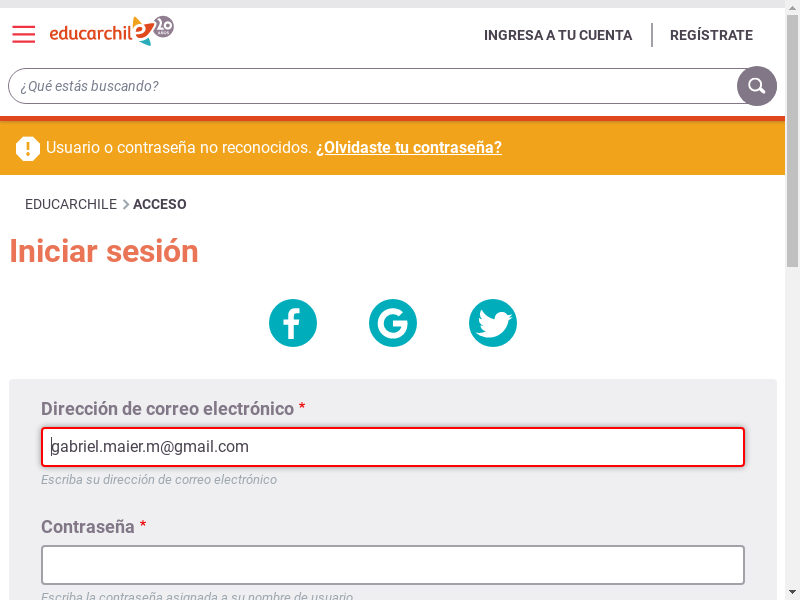 educarchile 20 AÑOS
INGRESA A TU CUENTA
REGÍSTRATE
¿Qué estás buscando?
Usuario o contraseña no reconocidos. ¿Olvidaste tu contraseña?
EDUCARCHILE > ACCESO
Iniciar sesión
Dirección de correo electrónico *
gabriel.maier.m@gmail.com
Escriba su dirección de correo electrónico
Contraseña *
Escriba la contraseña asignada a su nombre de usuario.